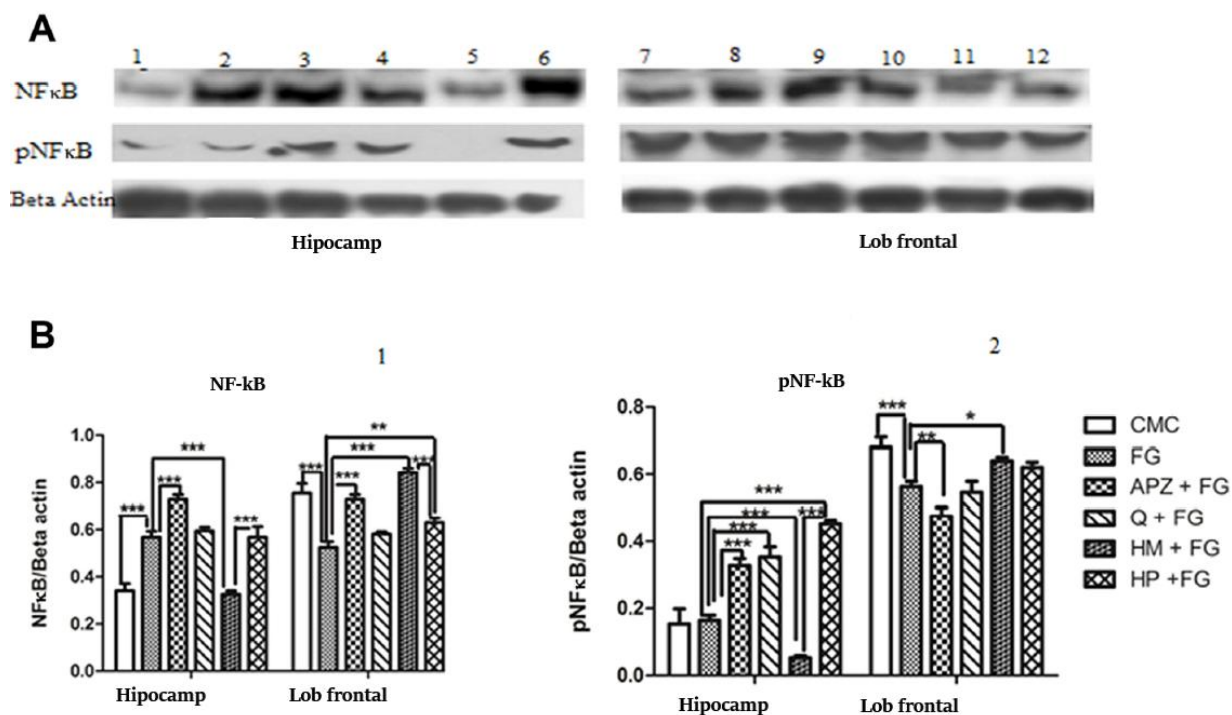 A
1 2 3 4 5 6 7 8 9 10 11 12
NFκB
pNFκB
Beta Actin
Hipocamp Lob frontal
B
1
NF-kB
NFκB/Beta actin
1.0
0.8
0.6
0.4
0.2
0.0
*** *** *** *** *** *** *** ** ***
Hipocamp Lob frontal
2
pNF-kB
pNFκB/Beta actin
0.8
0.6
0.4
0.2
0.0
*** *** *** *** *** *** ** *
Hipocamp Lob frontal
CMC
FG
APZ + FG
Q + FG
HM + FG
HP +FG